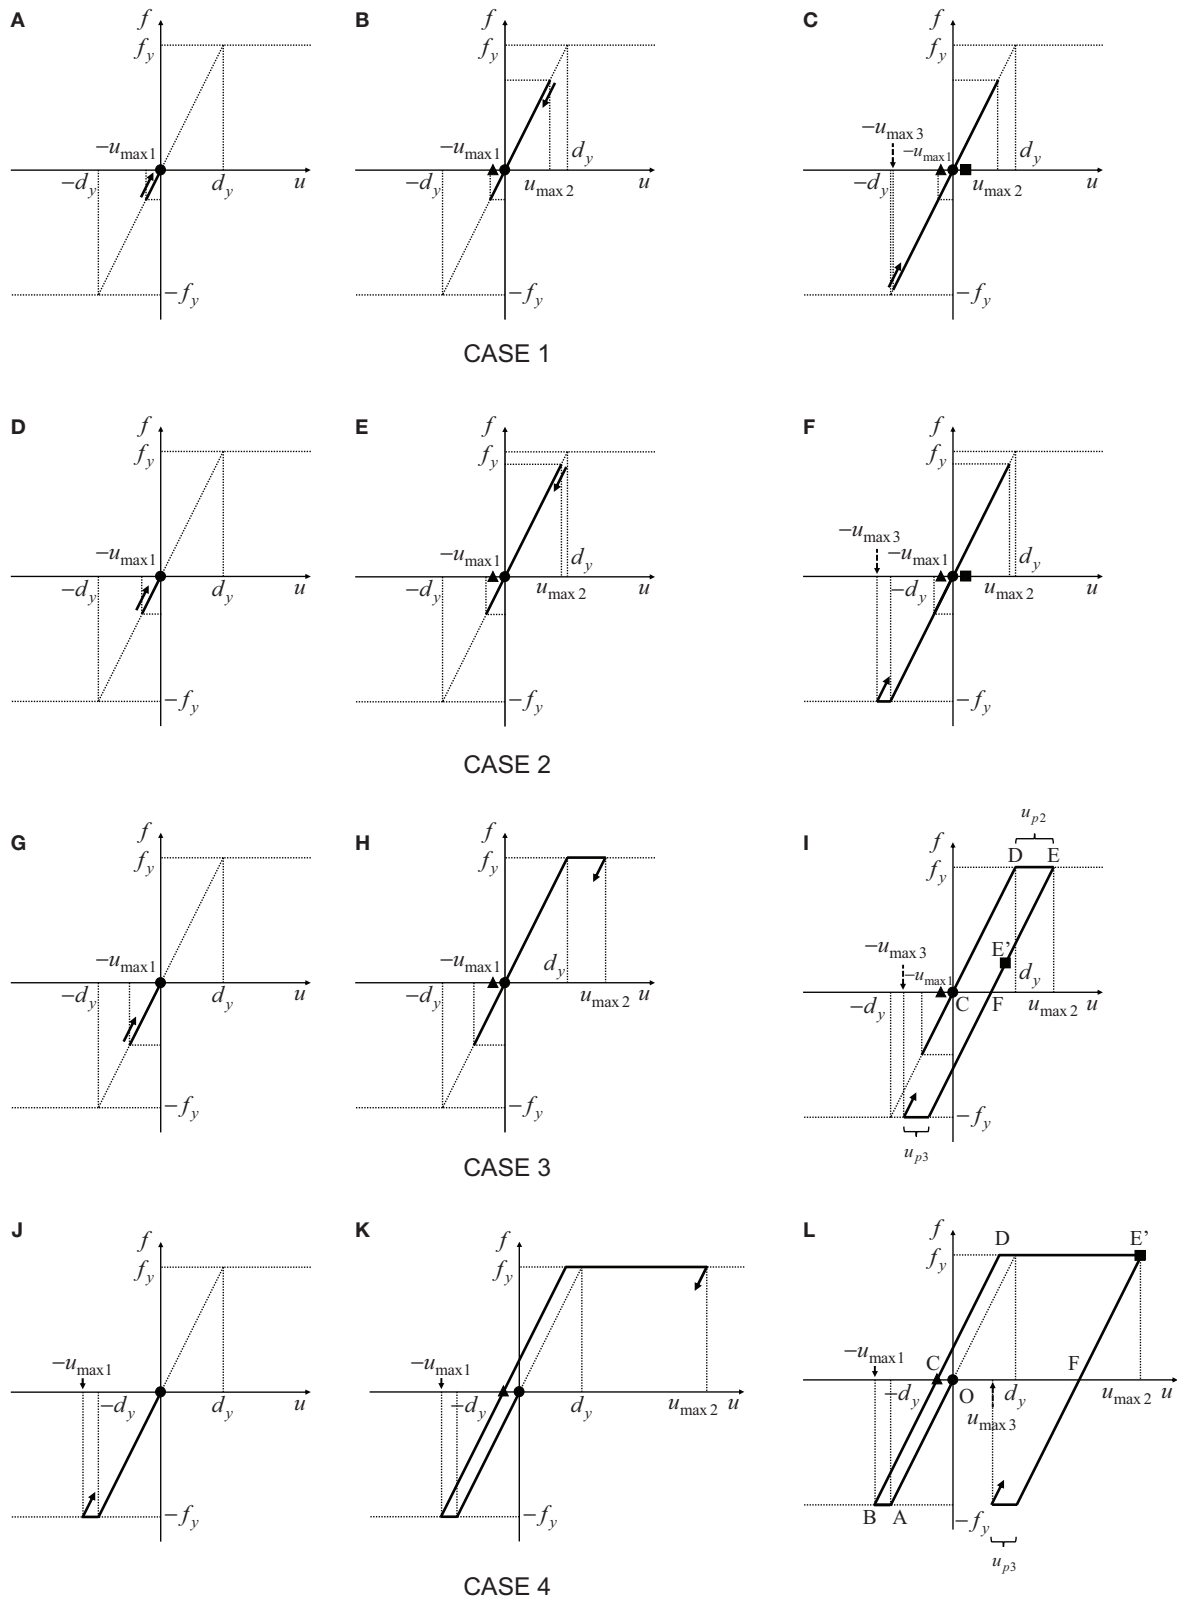 A B C
f f f
f_y f_y f_y
−u_max3
−u_max1 −u_max1 −u_max1
−d_y d_y u −d_y u_max2 d_y u −d_y u_max2 d_y u
−f_y −f_y −f_y
CASE 1
D E F
f f f
f_y f_y f_y
−u_max3
−u_max1 −u_max1 −u_max1
−d_y d_y u −d_y u_max2 d_y u −d_y u_max2 d_y u
−f_y −f_y −f_y
CASE 2
u_p2
G H I
f f f D E
f_y f_y f_y
−u_max3 E’
−u_max1 −u_max1 −u_max1
−d_y d_y u −d_y d_y u_max2 u −d_y C F d_y u_max2 u
−f_y −f_y −f_y
u_p3
CASE 3
J K L
f f f D E’
f_y f_y f_y
−u_max1 −u_max1 −u_max1 C F
−d_y d_y u −d_y d_y u_max2 u −d_y O u_max3 d_y u_max2 u
−f_y −f_y B A −f_y
u_p3
CASE 4